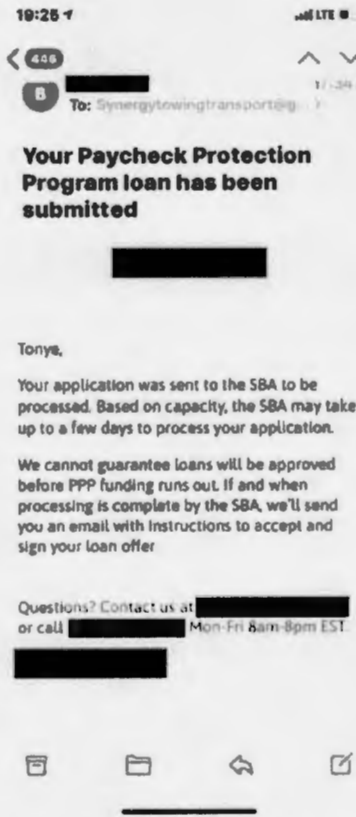 19:25
LTE
446
B
To: Synergytowingtransport@g...
Your Paycheck Protection
Program loan has been
submitted
Tonya,
Your application was sent to the SBA to be
processed. Based on capacity, the SBA may take
up to a few days to process your application.
We cannot guarantee loans will be approved
before PPP funding runs out. If and when
processing is complete by the SBA, we'll send
you an email with instructions to accept and
sign your loan offer
Questions? Contact us at
or call Mon-Fri 8am-8pm EST.